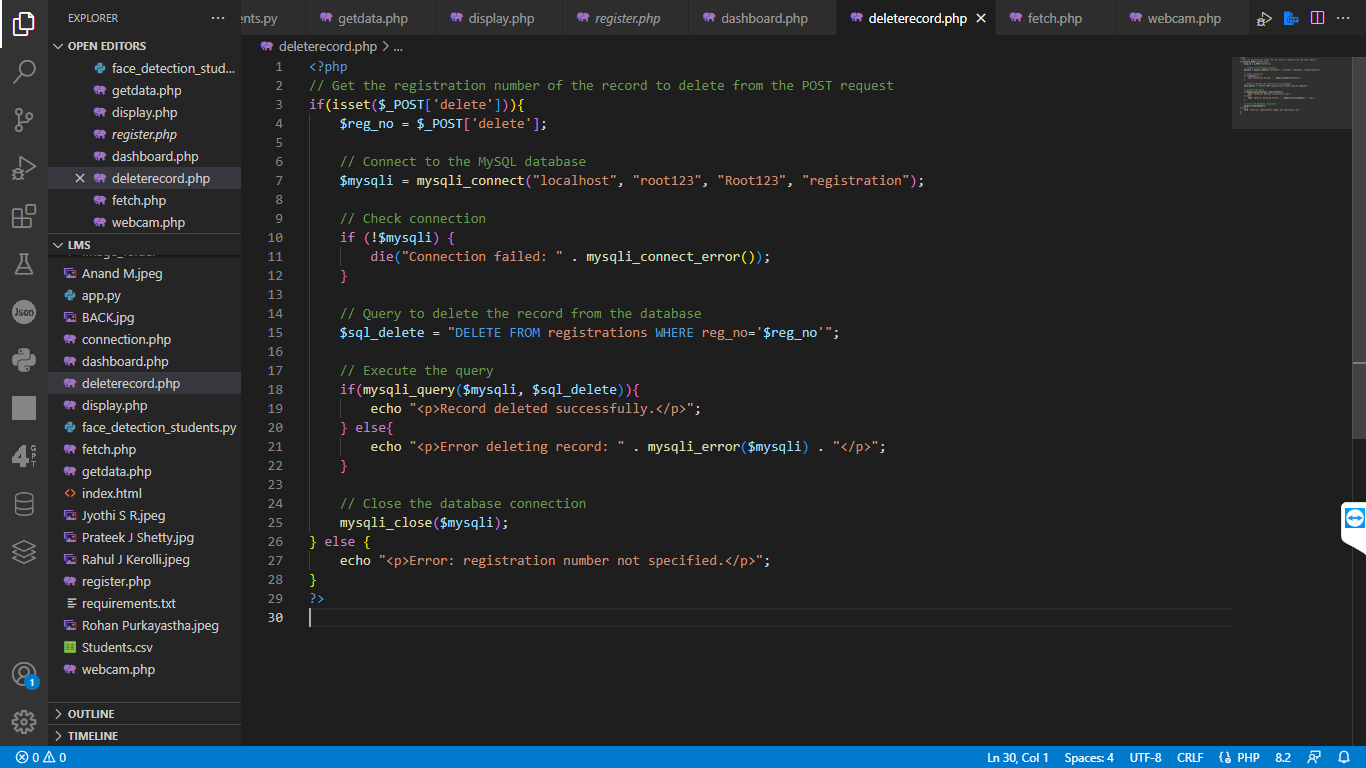 EXPLORER
nts.py
getdata.php
display.php
register.php
dashboard.php
deleterecord.php
fetch.php
webcam.php
OPEN EDITORS
face_detection_stud...
getdata.php
display.php
register.php
dashboard.php
deleterecord.php
fetch.php
webcam.php
LMS
Anand M.jpeg
app.py
BACK.jpg
connection.php
dashboard.php
deleterecord.php
display.php
face_detection_students.py
fetch.php
getdata.php
index.html
Jyothi S R.jpeg
Prateek J Shetty.jpg
Rahul J Kerolli.jpeg
register.php
requirements.txt
Rohan Purkayastha.jpeg
Students.csv
webcam.php
OUTLINE
TIMELINE
Json
4 GPT
1
deleterecord.php > ...
1 <?php
2 // Get the registration number of the record to delete from the POST request
3 if(isset($_POST['delete'])){
4     $reg_no = $_POST['delete'];
5
6     // Connect to the MySQL database
7     $mysqli = mysqli_connect("localhost", "root123", "Root123", "registration");
8
9     // Check connection
10     if (!$mysqli) {
11         die("Connection failed: " . mysqli_connect_error());
12     }
13
14     // Query to delete the record from the database
15     $sql_delete = "DELETE FROM registrations WHERE reg_no='$reg_no'";
16
17     // Execute the query
18     if(mysqli_query($mysqli, $sql_delete)){
19         echo "<p>Record deleted successfully.</p>";
20     } else{
21         echo "<p>Error deleting record: " . mysqli_error($mysqli) . "</p>";
22     }
23
24     // Close the database connection
25     mysqli_close($mysqli);
26 } else {
27     echo "<p>Error: registration number not specified.</p>";
28 }
29 ?>
30
0 0
Ln 30, Col 1
Spaces: 4
UTF-8
CRLF
{} PHP
8.2